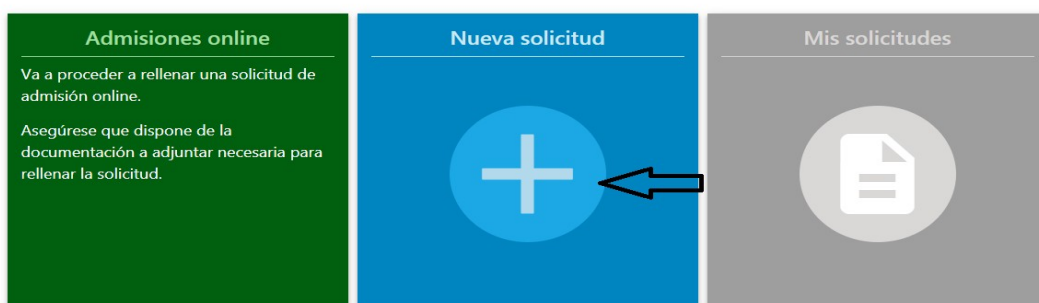 Admisiones online
Va a proceder a rellenar una solicitud de
admisión online.
Asegúrese que dispone de la
documentación a adjuntar necesaria para
rellenar la solicitud.
Nueva solicitud
Mis solicitudes